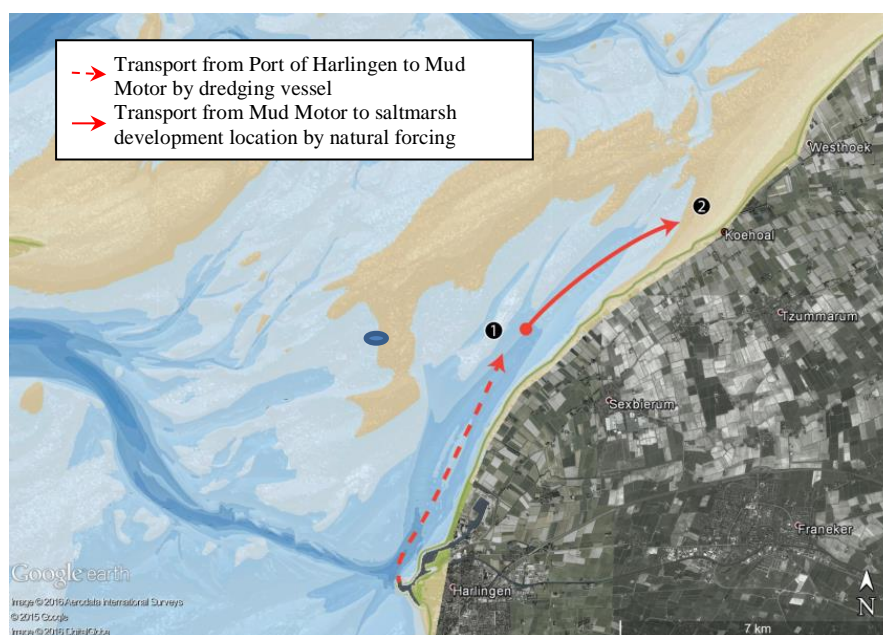 Transport from Port of Harlingen to Mud
Motor by dredging vessel
Transport from Mud Motor to saltmarsh
development location by natural forcing
Westhoek
2
Koehoal
Tzummarum
1
Sexbierum
Franeker
Harlingen
Google earth
Image © 2016 Aerodata International Surveys
© 2015 Google
Image © 2016 DigitalGlobe
N
7 km